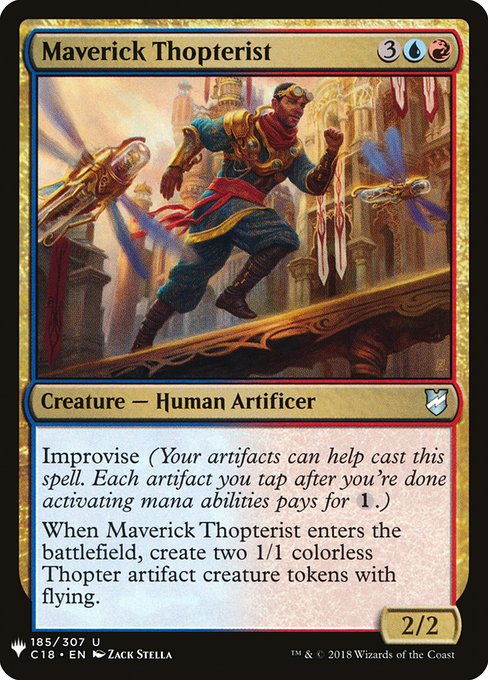 Maverick Thopterist 3
Creature — Human Artificer
Improvise (Your artifacts can help cast this
spell. Each artifact you tap after you're done
activating mana abilities pays for 1.)
When Maverick Thopterist enters the
battlefield, create two 1/1 colorless
Thopter artifact creature tokens with
flying.
2/2
185/307 U
C18 • EN Zack Stella
™ & © 2018 Wizards of the Coast